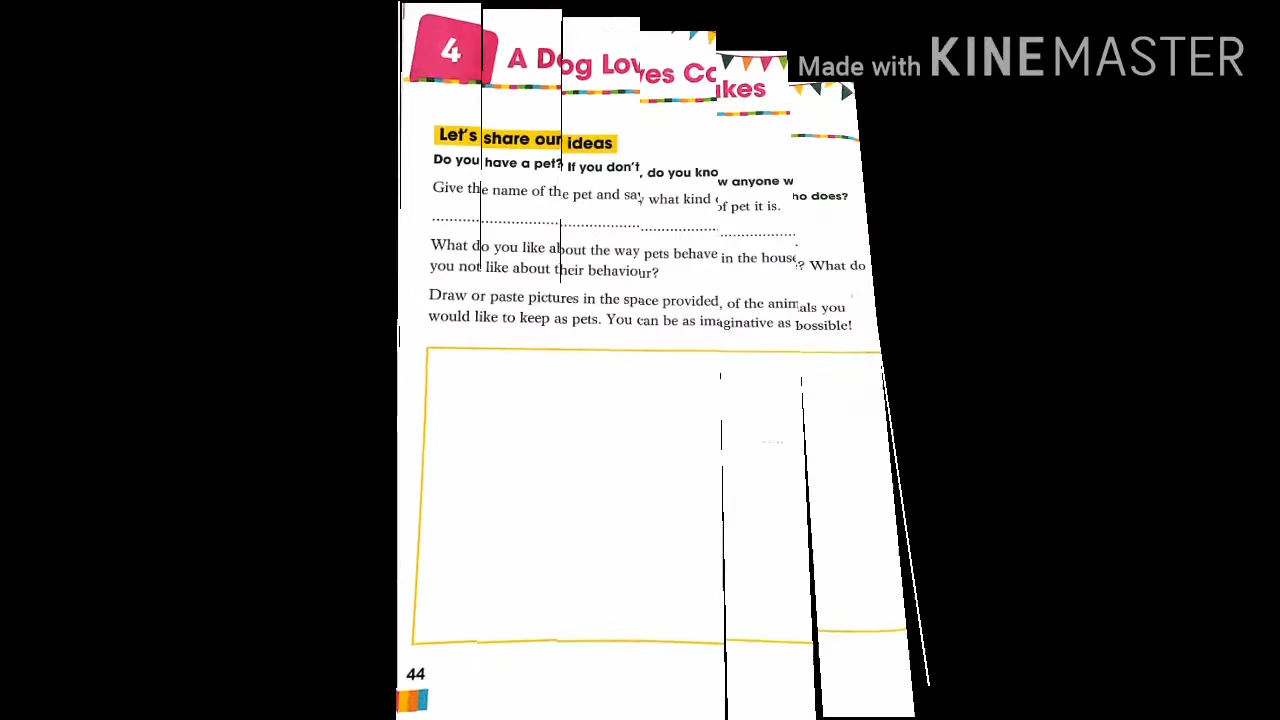 Made with KINEMASTER
4
A Dog Loves Cakes
Let's share our ideas
Do you have a pet? If you don't, do you know anyone who does?
Give the name of the pet and say what kind of pet it is.
What do you like about the way pets behave in the house? What do
you not like about their behaviour?
Draw or paste pictures in the space provided, of the animals you
would like to keep as pets. You can be as imaginative as possible!
44